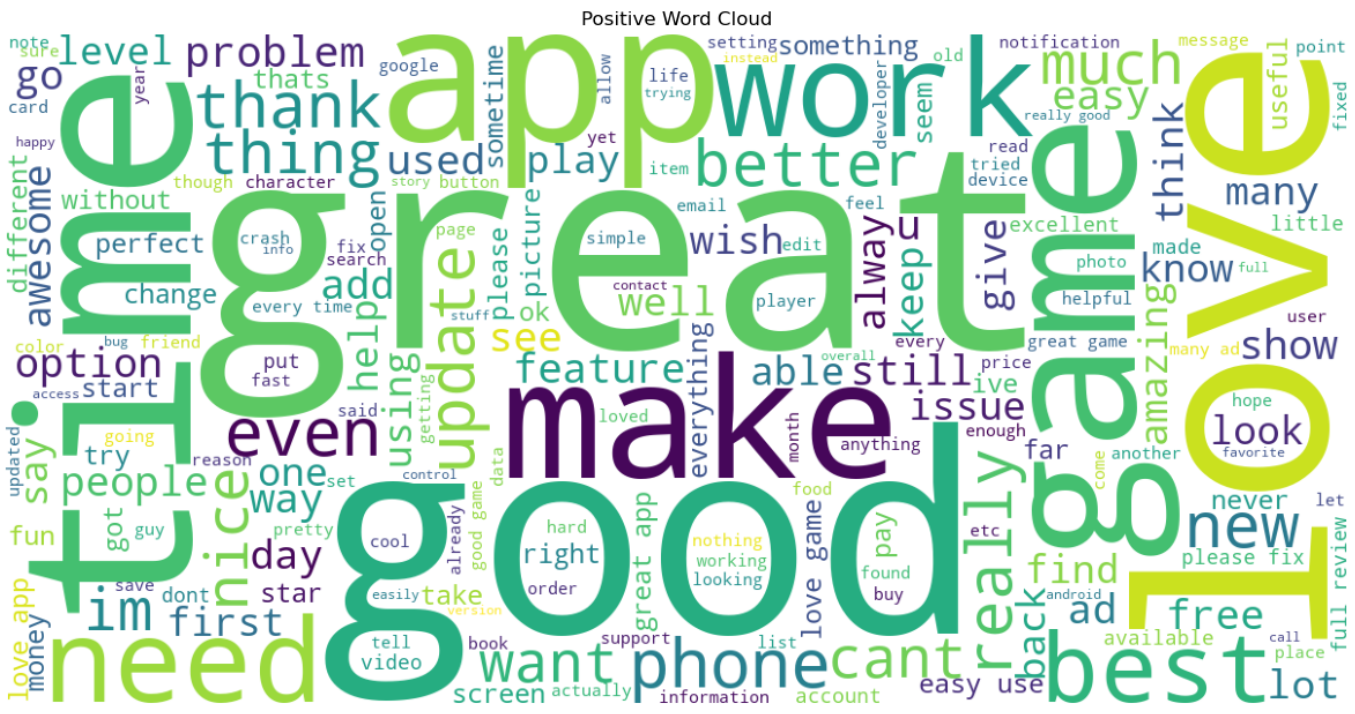 Positive Word Cloud
note
sure
level
problem
app
work
setting
something
old
notification
message
point
go
year
thats
google
sometime
life
trying
allow
instead
developer
seem
much
easy
useful
fixed
card
happy
time
thank
thing
used
play
yet
item
better
really good
read
tried
device
game
think
love
many
awesome
different
though
character
story
button
without
perfect
great
crash
info
fix
search
open
page
please
picture
email
simple
feel
wish
edit
alway
keep
u
give
excellent
made
little
photo
know
full
change
every time
add
update
stuff
ok
contact
well
player
helpful
amazing
user
color
bug
friend
option
put
fast
help
see
feature
everything
overall
able
every
still
price
great game
many ad
show
access
start
said
using
getting
make
loved
month
anything
ive
issue
enough
hope
look
favorite
updated
say
going
try
reason
even
one
set
control
data
far
another
come
people
way
nice
good
food
really
never
let
new
fun
got
guy
pretty
day
cool
already
good game
hard
right
great app
nothing
working
looking
love game
pay
found
etc
find
please fix
full review
love app
money
im
save
dont
first
star
easily
take
version
order
buy
back
android
ad
free
need
tell
video
book
want
support
phone
list
cant
available
call
place
screen
actually
information
account
easy use
best
lot